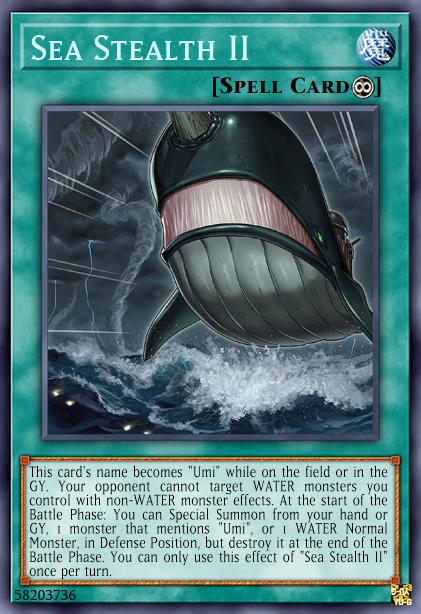 Sea Stealth II
[Spell Card]
This card's name becomes "Umi" while on the field or in the
GY. Your opponent cannot target WATER monsters you
control with non-WATER monster effects. At the start of the
Battle Phase: You can Special Summon from your hand or
GY, 1 monster that mentions "Umi", or 1 WATER Normal
Monster, in Defense Position, but destroy it at the end of the
Battle Phase. You can only use this effect of "Sea Stealth II"
once per turn.
58203736